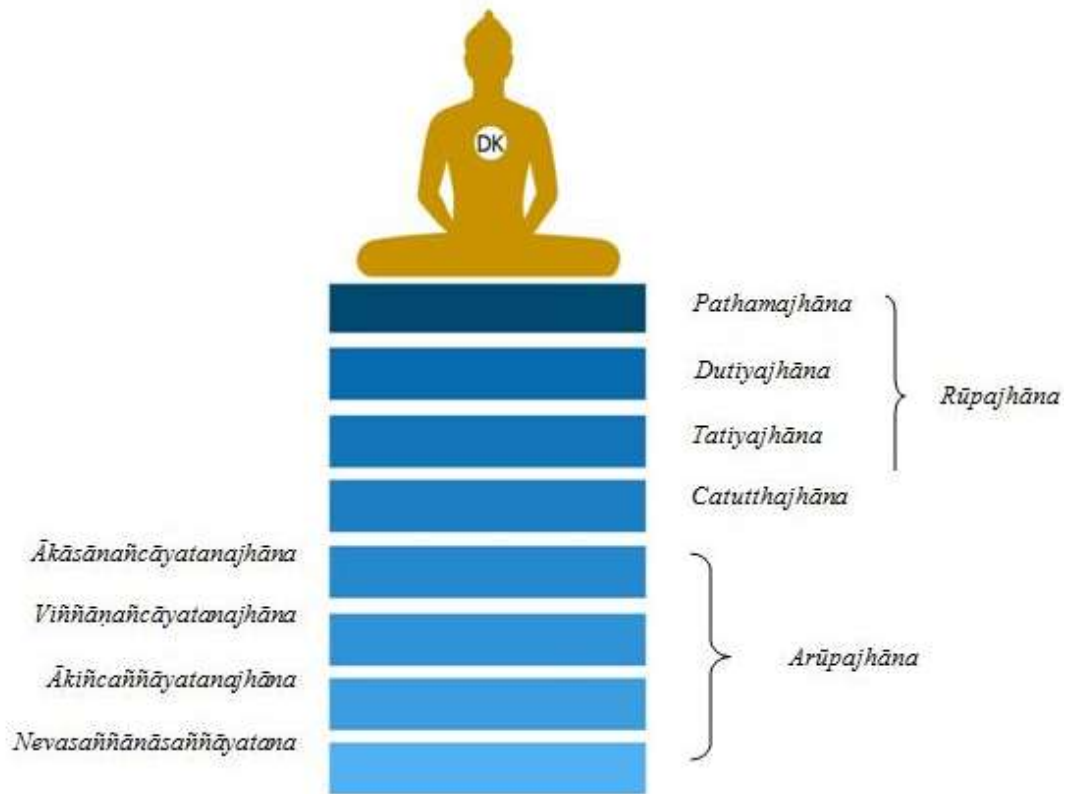 DK
Pathamajhāna
Dutiyajhāna
Rūpajhāna
Tatiyajhāna
Catutthajhāna
Ākāsānañcāyatanajhāna
Viññāṇañcāyatanajhāna
Arūpajhāna
Ākiñcaññāyatanajhāna
Nevasaññānāsaññāyatana